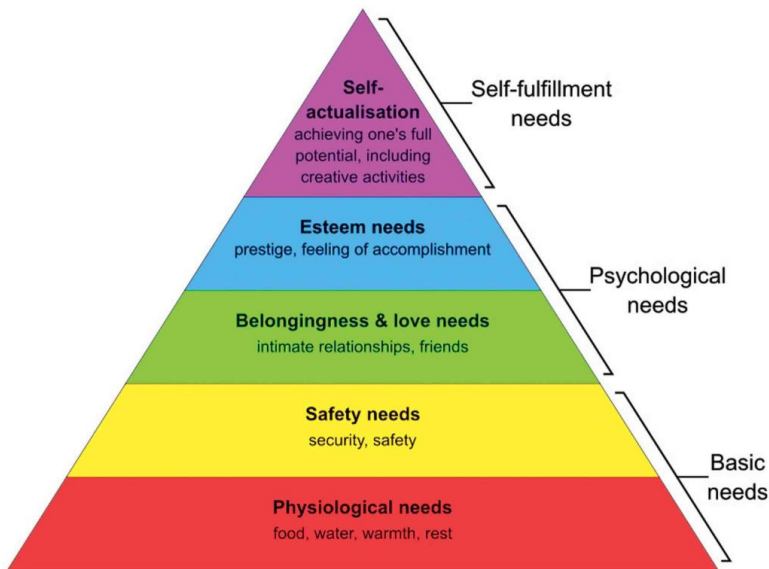 Self-
actualisation
achieving one's full
potential, including
creative activities
Self-fulfillment
needs
Esteem needs
prestige, feeling of accomplishment
Psychological
needs
Belongingness & love needs
intimate relationships, friends
Safety needs
security, safety
Basic
needs
Physiological needs
food, water, warmth, rest